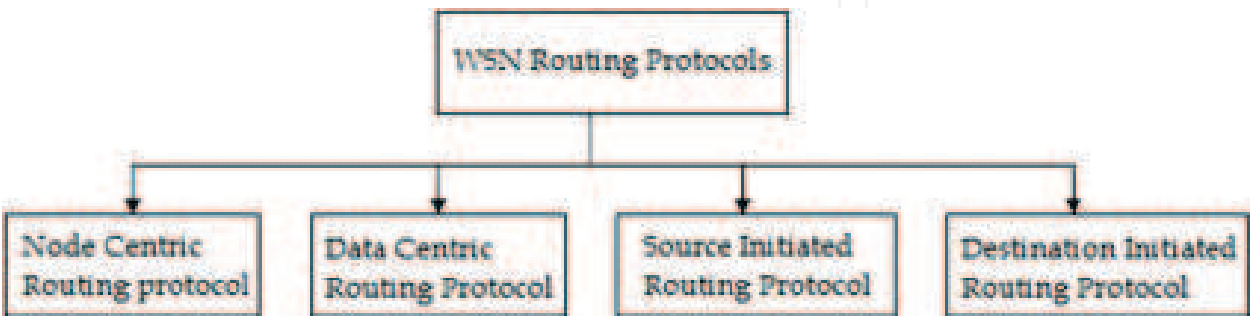 WSN Routing Protocols
Node Centric
Routing protocol
Data Centric
Routing Protocol
Source Initiated
Routing Protocol
Destination Initiated
Routing Protocol